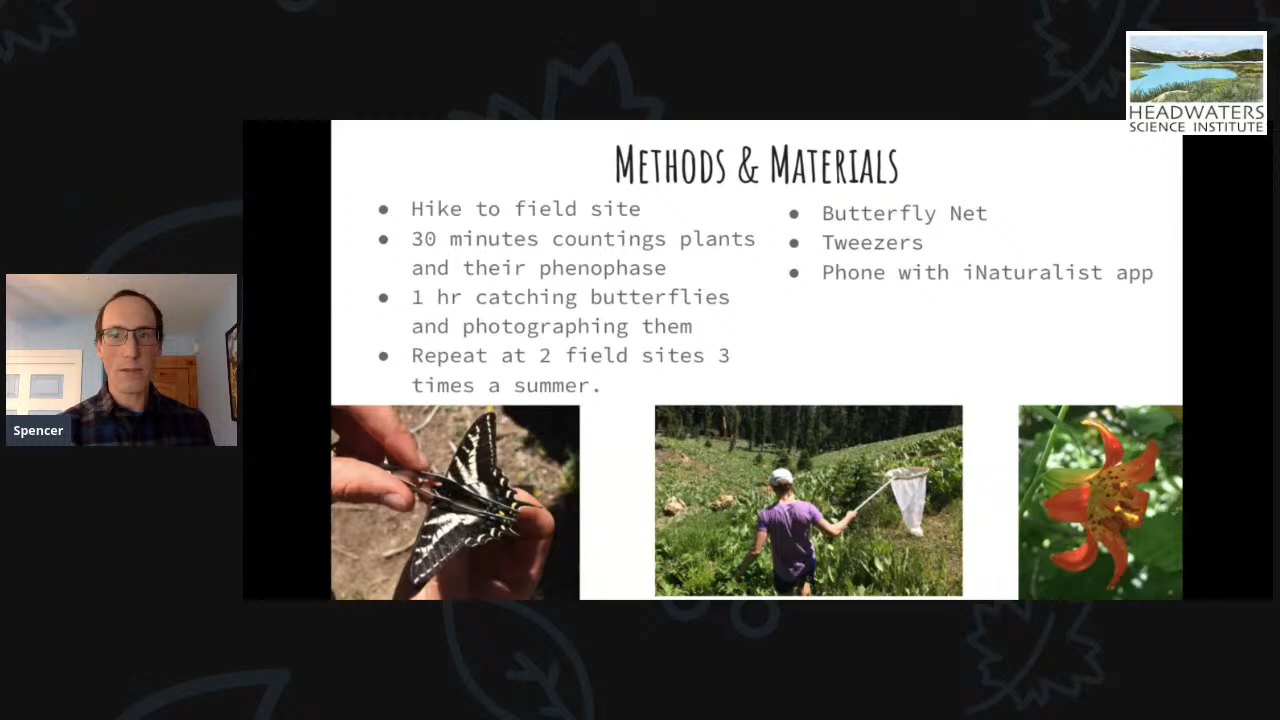 HEADWATERS
SCIENCE INSTITUTE
METHODS & MATERIALS
● Hike to field site
● 30 minutes countings plants
and their phenophase
● 1 hr catching butterflies
and photographing them
● Repeat at 2 field sites 3
times a summer.
● Butterfly Net
● Tweezers
● Phone with iNaturalist app
Spencer